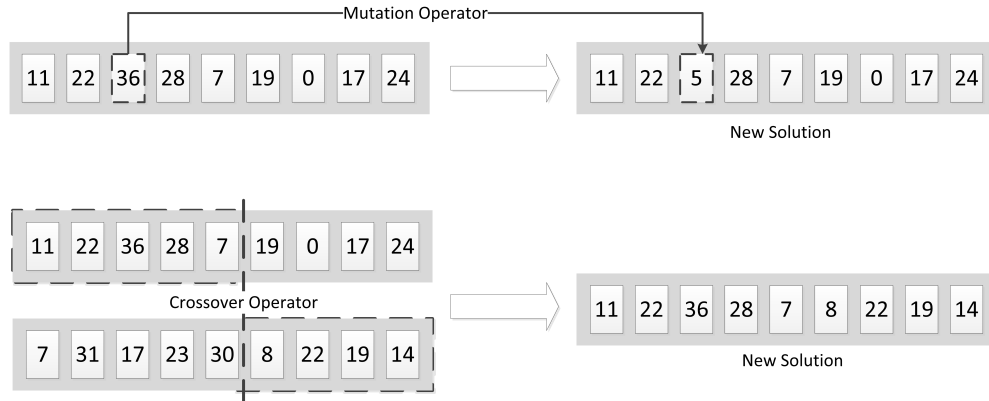 Mutation Operator
11 22 36 28 7 19 0 17 24
11 22 5 28 7 19 0 17 24
New Solution
11 22 36 28 7 19 0 17 24
Crossover Operator
7 31 17 23 30 8 22 19 14
11 22 36 28 7 8 22 19 14
New Solution